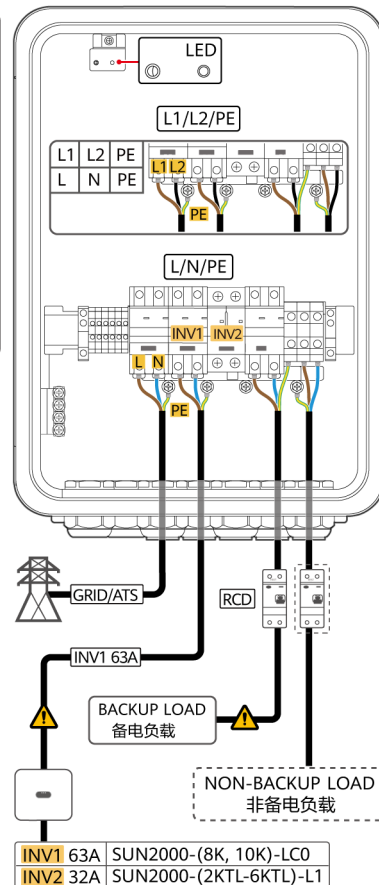 LED
L1/L2/PE
L1 L2 PE
L N PE
L1 L2
PE
L/N/PE
INV1 INV2
L N
PE
GRID/ATS
RCD
INV1 63A
BACKUP LOAD
备电负载
NON-BACKUP LOAD
非备电负载
INV1 63A SUN2000-(8K, 10K)-LC0
INV2 32A SUN2000-(2KTL-6KTL)-L1